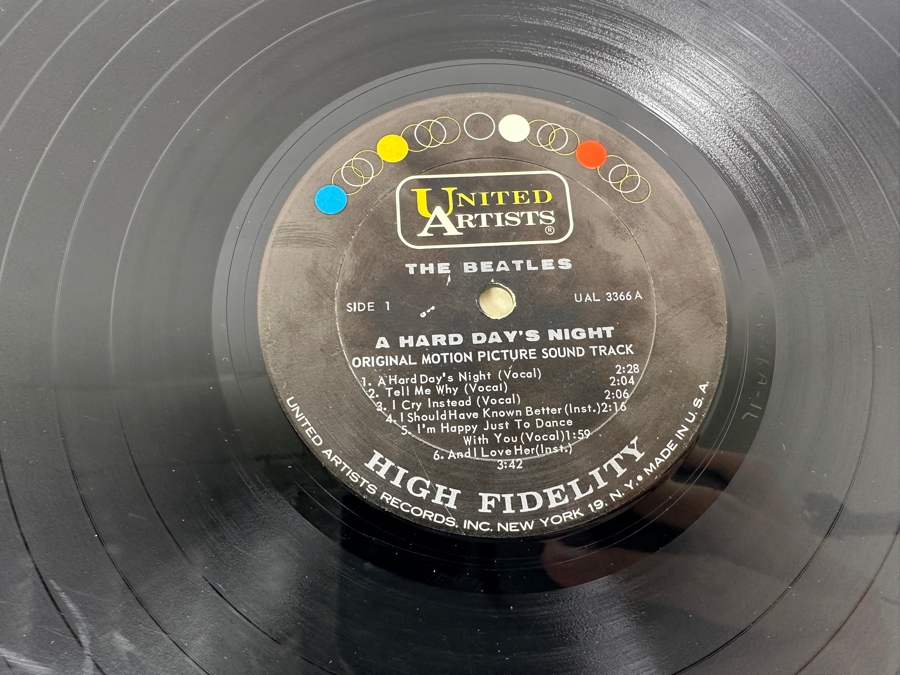 UNITED
ARTISTS®
THE BEATLES
SIDE 1
UAL 3366 A
A HARD DAY'S NIGHT
ORIGINAL MOTION PICTURE SOUND TRACK
1. A Hard Day's Night (Vocal) 2:28
2. Tell Me Why (Vocal) 2:04
3. I Cry Instead (Vocal) 2:06
4. I Should Have Known Better (Inst.) 2:16
5. I'm Happy Just To Dance
With You (Vocal) 1:59
6. And I Love Her (Inst.)
3:42
HIGH FIDELITY
UNITED ARTISTS RECORDS, INC. NEW YORK 19, N.Y. • MADE IN U.S.A.